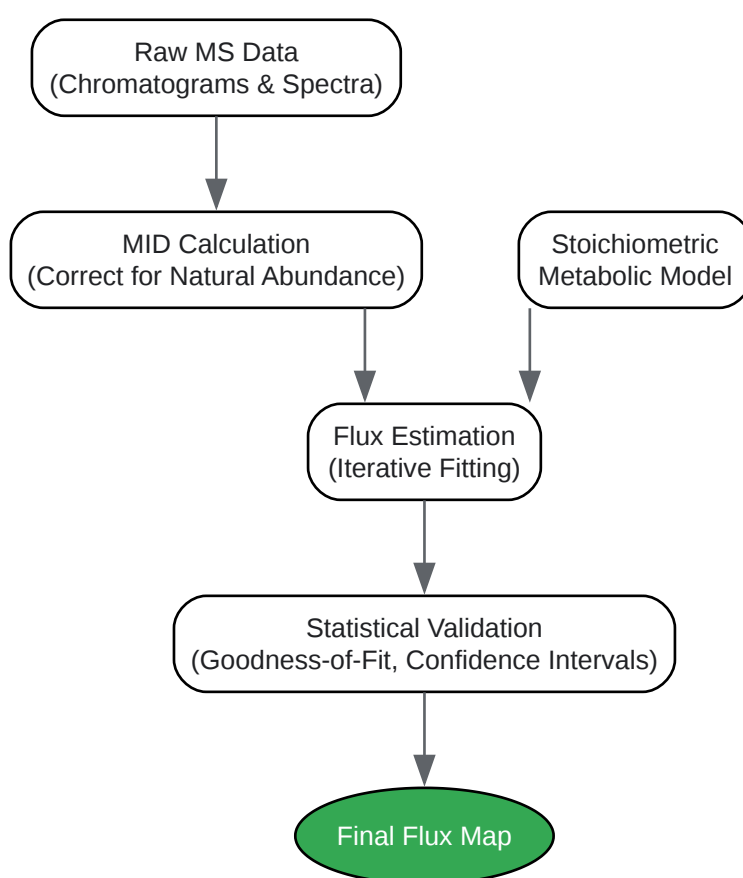 Raw MS Data
(Chromatograms & Spectra)
MID Calculation
(Correct for Natural Abundance)
Stoichiometric
Metabolic Model
Flux Estimation
(Iterative Fitting)
Statistical Validation
(Goodness-of-Fit, Confidence Intervals)
Final Flux Map